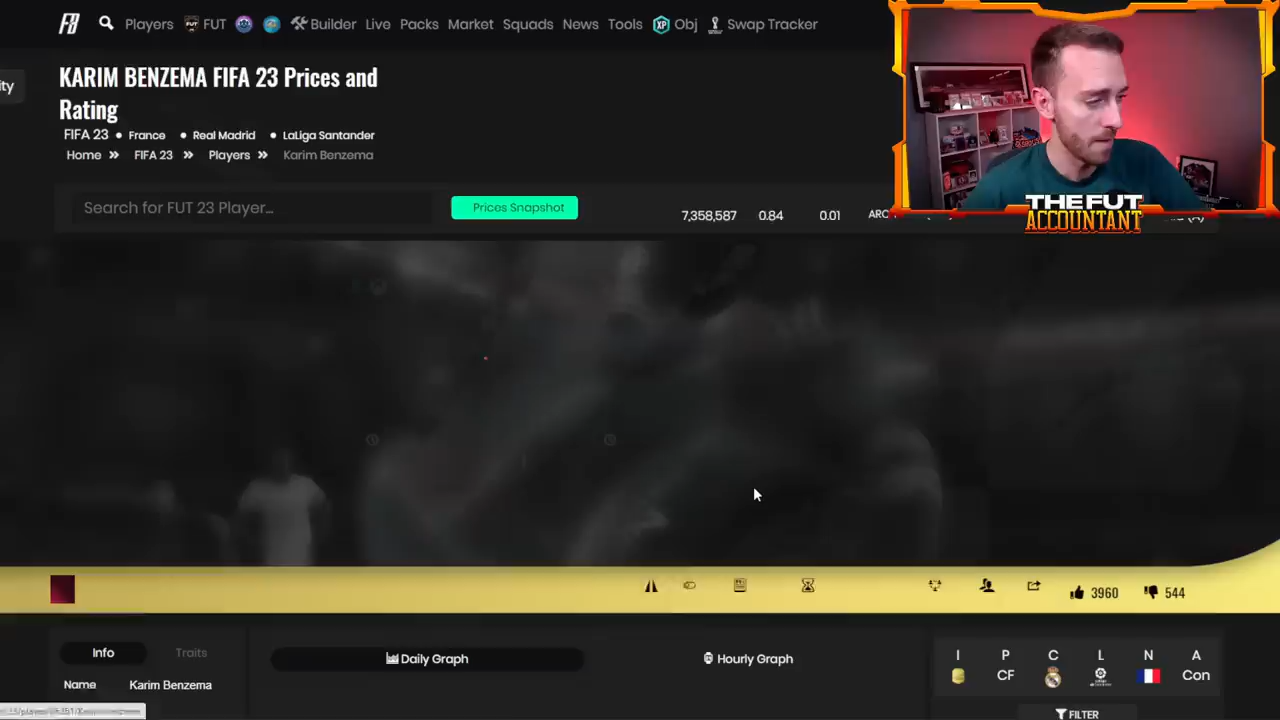 Players FUT Builder Live Packs Market Squads News Tools Obj Swap Tracker
ity
KARIM BENZEMA FIFA 23 Prices and
Rating
FIFA 23 • France • Real Madrid • LaLiga Santander
Home » FIFA 23 » Players » Karim Benzema
Search for FUT 23 Player...
Prices Snapshot
7,358,587 0.84 0.01
THE FUT
ACCOUNTANT
3960 544
Info Traits
Daily Graph
Hourly Graph
I P C L N A
CF Con
Name Karim Benzema
FILTER